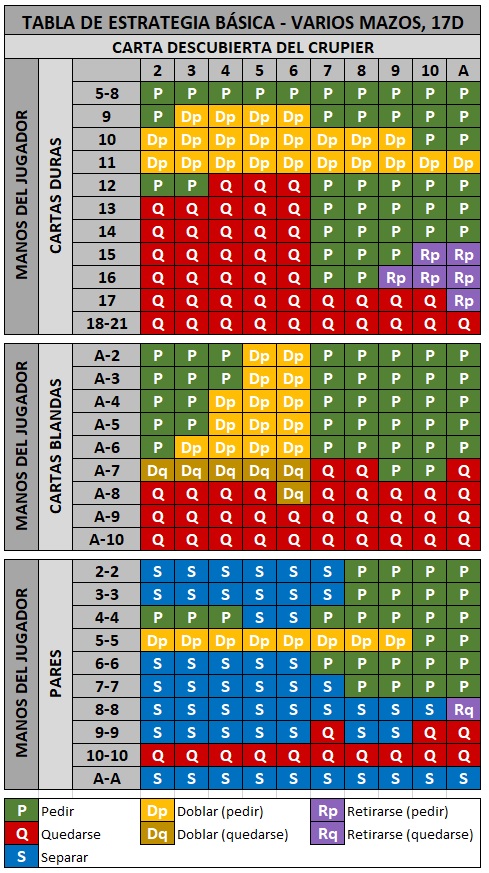 TABLA DE ESTRATEGIA BÁSICA - VARIOS MAZOS, 17D
CARTA DESCUBIERTA DEL CRUPIER
MANOS DEL JUGADOR
CARTAS DURAS
2 3 4 5 6 7 8 9 10 A
5-8 P P P P P P P P P P
9 P Dp Dp Dp Dp P P P P P
10 Dp Dp Dp Dp Dp Dp Dp Dp P P
11 Dp Dp Dp Dp Dp Dp Dp Dp Dp Dp
12 P P Q Q Q P P P P P
13 Q Q Q Q Q P P P P P
14 Q Q Q Q Q P P P P P
15 Q Q Q Q Q P P P Rp Rp
16 Q Q Q Q Q P P Rp Rp Rp
17 Q Q Q Q Q Q Q Q Q Rp
18-21 Q Q Q Q Q Q Q Q Q Q
MANOS DEL JUGADOR
CARTAS BLANDAS
A-2 P P P Dp Dp P P P P P
A-3 P P P Dp Dp P P P P P
A-4 P P Dp Dp Dp P P P P P
A-5 P P Dp Dp Dp P P P P P
A-6 P Dp Dp Dp Dp P P P P P
A-7 Dq Dq Dq Dq Dq Q Q P P Q
A-8 Q Q Q Q Dq Q Q Q Q Q
A-9 Q Q Q Q Q Q Q Q Q Q
A-10 Q Q Q Q Q Q Q Q Q Q
MANOS DEL JUGADOR
PARES
2-2 S S S S S S P P P P
3-3 S S S S S S P P P P
4-4 P P P S S P P P P P
5-5 Dp Dp Dp Dp Dp Dp Dp Dp P P
6-6 S S S S S P P P P P
7-7 S S S S S S P P P P
8-8 S S S S S S S S S Rq
9-9 S S S S S Q S S Q Q
10-10 Q Q Q Q Q Q Q Q Q Q
A-A S S S S S S S S S S
P Pedir Dp Doblar (pedir) Rp Retirarse (pedir)
Q Quedarse Dq Doblar (quedarse) Rq Retirarse (quedarse)
S Separar